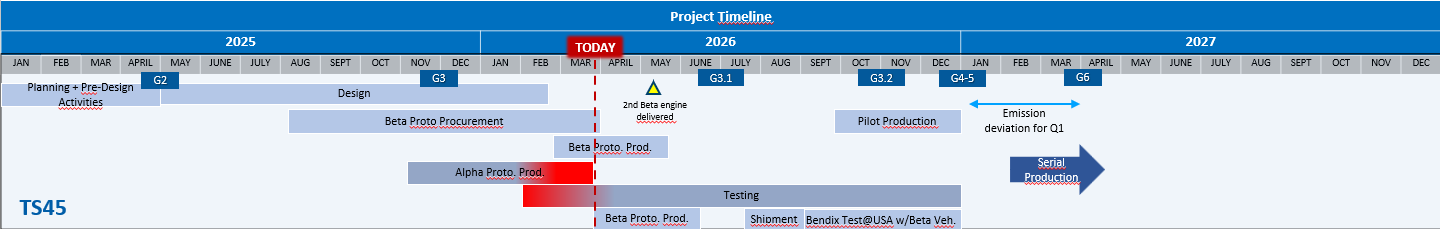 Project Timeline
2025 2026 2027
TODAY
JAN FEB MAR APRIL MAY JUNE JULY AUG SEPT OCT NOV DEC JAN FEB MAR APRIL MAY JUNE JULY AUG SEPT OCT NOV DEC JAN FEB MAR APRIL MAY JUNE JULY AUG SEPT OCT NOV DEC
G2 G3 G3.1 G3.2 G4-5 G6
Planning + Pre-Design
Activities
Design
2nd Beta engine
delivered
Emission
deviation for Q1
Beta Proto Procurement
Pilot Production
Beta Proto. Prod.
Alpha Proto. Prod.
Serial
Production
Testing
TS45
Beta Proto. Prod.
Shipment
Bendix Test@USA w/Beta Veh.